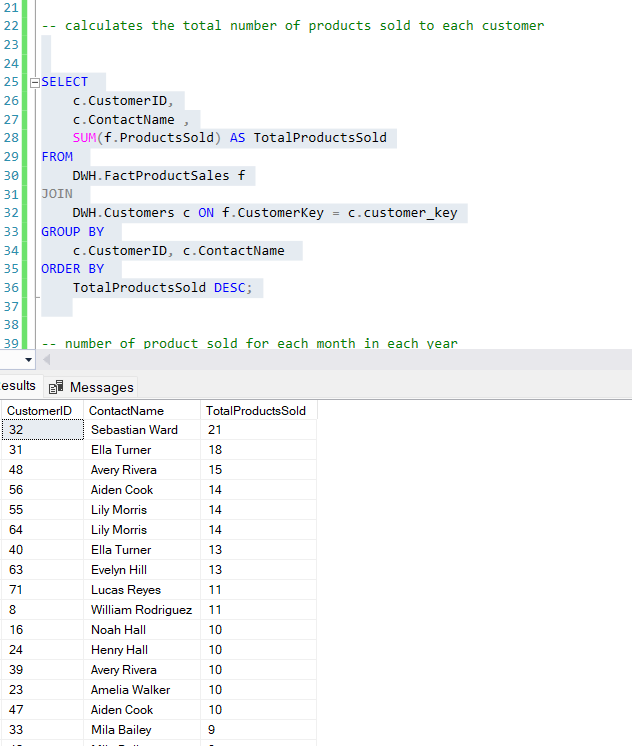 21
22 -- calculates the total number of products sold to each customer
23
24
25 SELECT
26 c.CustomerID,
27 c.ContactName ,
28 SUM(f.ProductsSold) AS TotalProductsSold
29 FROM
30 DWH.FactProductSales f
31 JOIN
32 DWH.Customers c ON f.CustomerKey = c.customer_key
33 GROUP BY
34 c.CustomerID, c.ContactName
35 ORDER BY
36 TotalProductsSold DESC;
37
38
39 -- number of product sold for each month in each year
esults Messages
CustomerID ContactName TotalProductsSold
32 Sebastian Ward 21
31 Ella Turner 18
48 Avery Rivera 15
56 Aiden Cook 14
55 Lily Morris 14
64 Lily Morris 14
40 Ella Turner 13
63 Evelyn Hill 13
71 Lucas Reyes 11
8 William Rodriguez 11
16 Noah Hall 10
24 Henry Hall 10
39 Avery Rivera 10
23 Amelia Walker 10
47 Aiden Cook 10
33 Mila Bailey 9